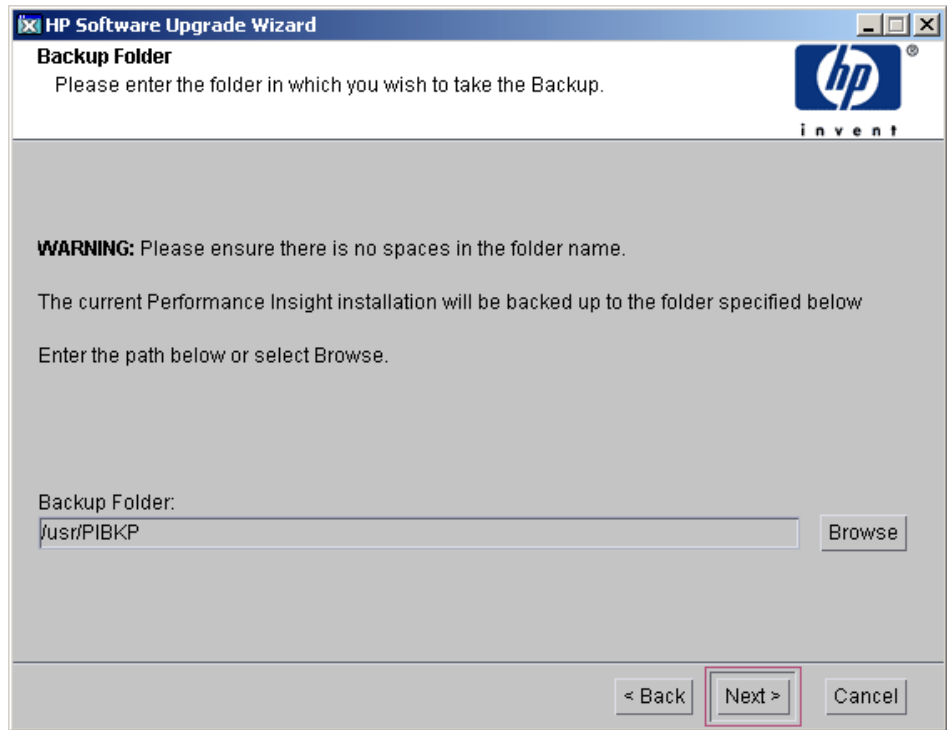 HP Software Upgrade Wizard
Backup Folder
Please enter the folder in which you wish to take the Backup.
hp
®
invent
WARNING: Please ensure there is no spaces in the folder name.
The current Performance Insight installation will be backed up to the folder specified below
Enter the path below or select Browse.
Backup Folder:
/usr/PIBKP
Browse
< Back Next > Cancel